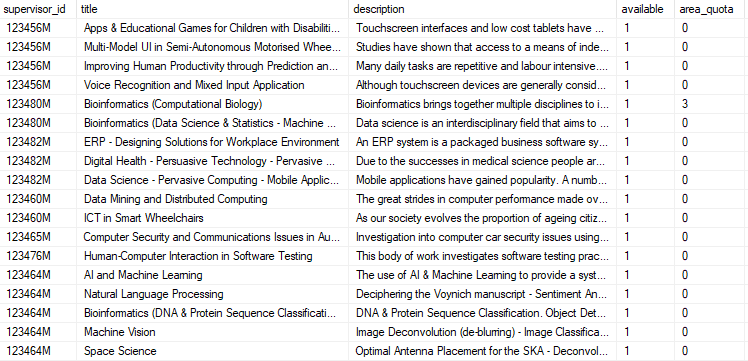 supervisor_id title description available area_quota
123456M Apps & Educational Games for Children with Disabiliti... Touchscreen interfaces and low cost tablets have ... 1 0
123456M Multi-Model UI in Semi-Autonomous Motorised Whee... Studies have shown that access to a means of inde... 1 0
123456M Improving Human Productivity through Prediction an... Many daily tasks are repetitive and labour intensive.... 1 0
123456M Voice Recognition and Mixed Input Application Although touchscreen devices are generally consid... 1 0
123480M Bioinformatics (Computational Biology) Bioinformatics brings together multiple disciplines to i... 1 3
123480M Bioinformatics (Data Science & Statistics - Machine ... Data science is an interdisciplinary field that aims to ... 1 0
123482M ERP - Designing Solutions for Workplace Environment An ERP system is a packaged business software sy... 1 0
123482M Digital Health - Persuasive Technology - Pervasive ... Due to the successes in medical science people ar... 1 0
123482M Data Science - Pervasive Computing - Mobile Applic... Mobile applications have gained popularity. A numb... 1 0
123460M Data Mining and Distributed Computing The great strides in computer performance made ov... 1 0
123460M ICT in Smart Wheelchairs As our society evolves the proportion of ageing citiz... 1 0
123465M Computer Security and Communications Issues in Au... Investigation into computer car security issues using... 1 0
123476M Human-Computer Interaction in Software Testing This body of work investigates software testing prac... 1 0
123464M AI and Machine Learning The use of AI & Machine Learning to provide a syst... 1 0
123464M Natural Language Processing Deciphering the Voynich manuscript - Sentiment An... 1 0
123464M Bioinformatics (DNA & Protein Sequence Classificati... DNA & Protein Sequence Classification. Object Det... 1 0
123464M Machine Vision Image Deconvolution (de-blurring) - Image Classifica... 1 0
123464M Space Science Optimal Antenna Placement for the SKA - Deconvol... 1 0